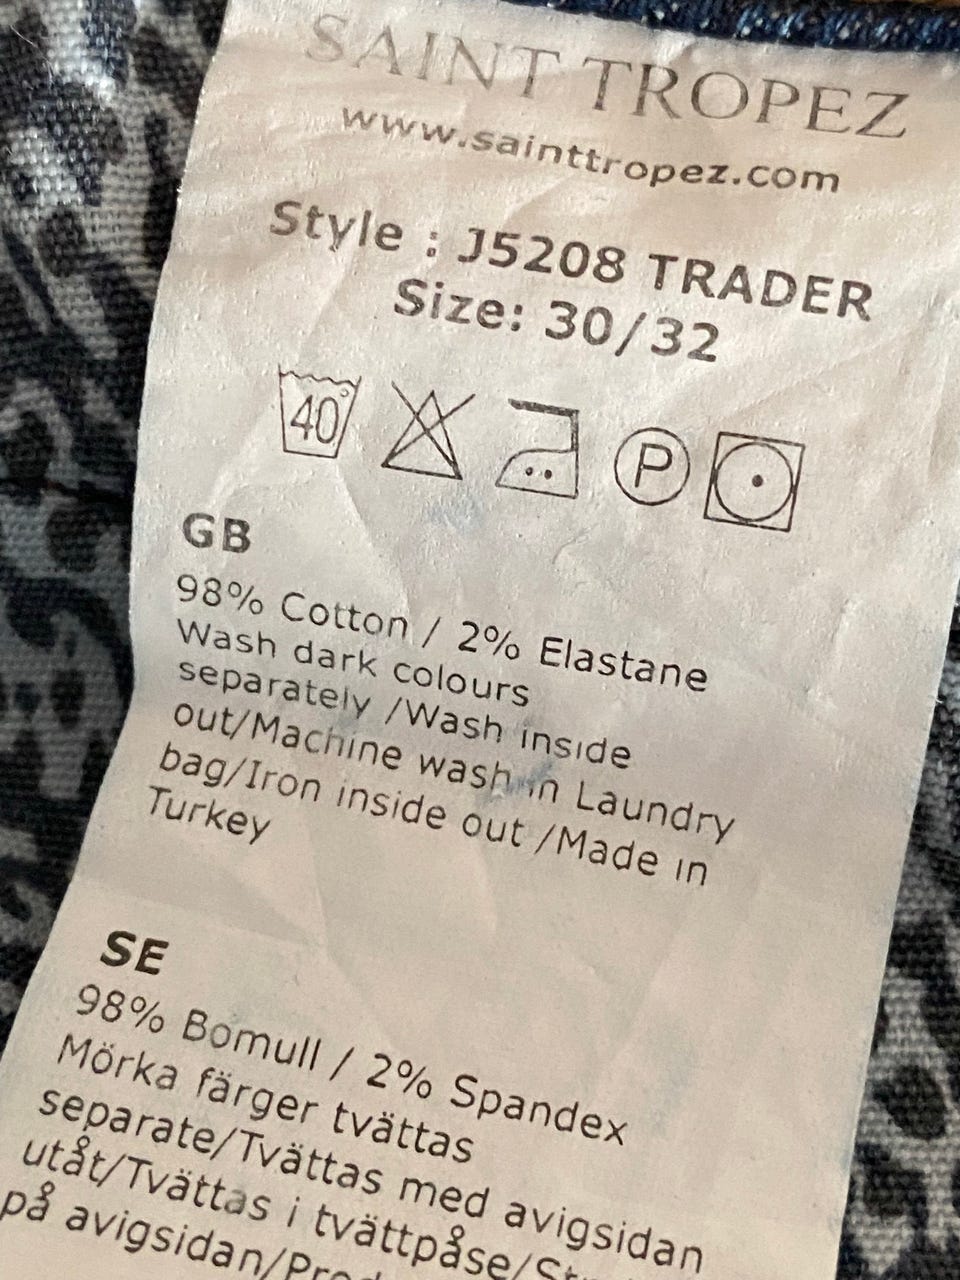 SAINT TROPEZ
www.sainttropez.com
Style : J5208 TRADER
Size: 30/32
40°
P
GB
98% Cotton / 2% Elastane
Wash dark colours
separately /Wash inside
out/Machine wash in Laundry
bag/Iron inside out /Made in
Turkey
SE
98% Bomull / 2% Spandex
Mörka färger tvättas
separate/Tvättas med avigsidan
utåt/Tvättas i tvättpåse/
på avigsidan/